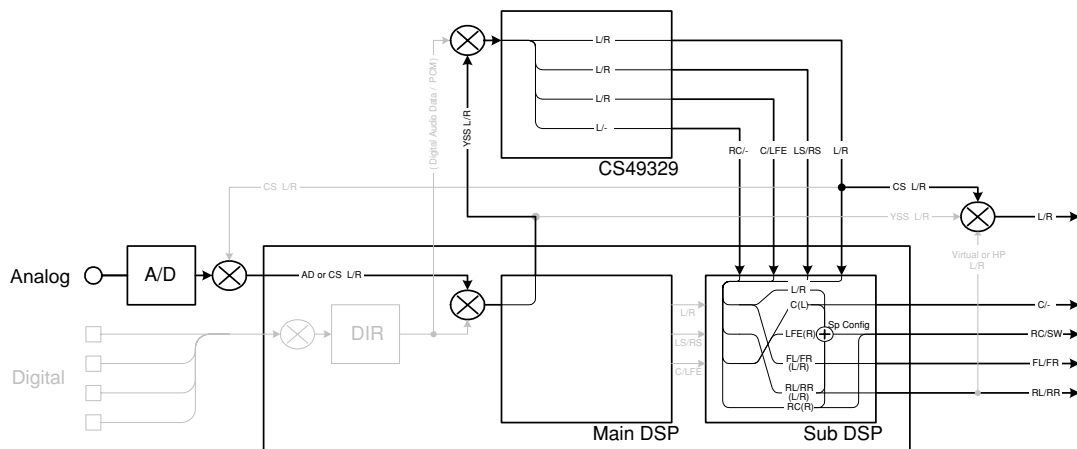 L/R
L/R
L/R
L/-
CS49329
( Digital Audio Data / PCM )
YSS L/R
RC/-
C/LFE
LS/RS
L/R
CS L/R
CS L/R
YSS L/R
L/R
Virtual or HP
L/R
Analog
A/D
AD or CS L/R
Digital
DIR
L/R
LS/RS
C/LFE
L/R
C(L)
LFE(R)
Sp Config
FL/FR
(L/R)
RL/RR
(L/R)
RC(R)
C/-
RC/SW
FL/FR
RL/RR
Main DSP
Sub DSP